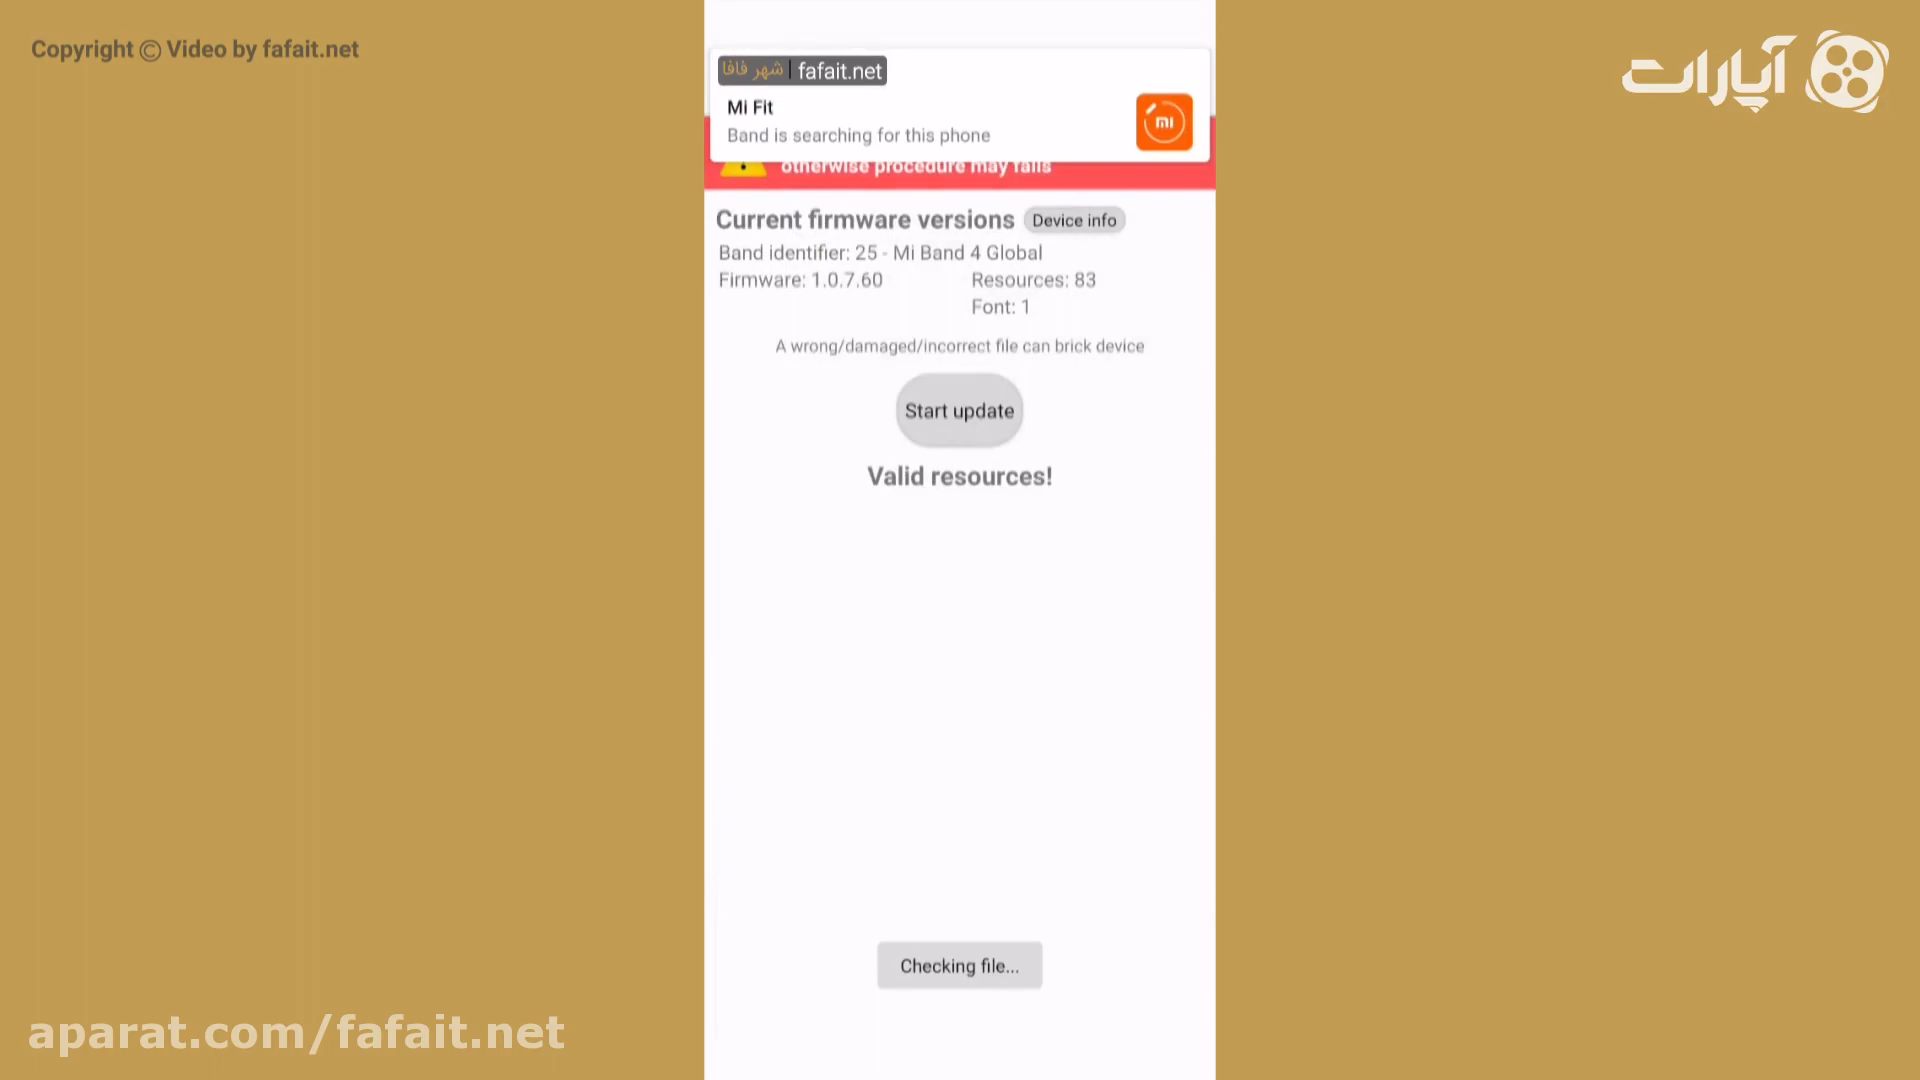 Copyright © Video by fafait.net
آپارات
شهر فافا | fafait.net
Mi Fit
mi
Band is searching for this phone
otherwise procedure may fails
Current firmware versions Device info
Band identifier: 25 - Mi Band 4 Global
Firmware: 1.0.7.60 Resources: 83
Font: 1
A wrong/damaged/incorrect file can brick device
Start update
Valid resources!
Checking file...
aparat.com/fafait.net